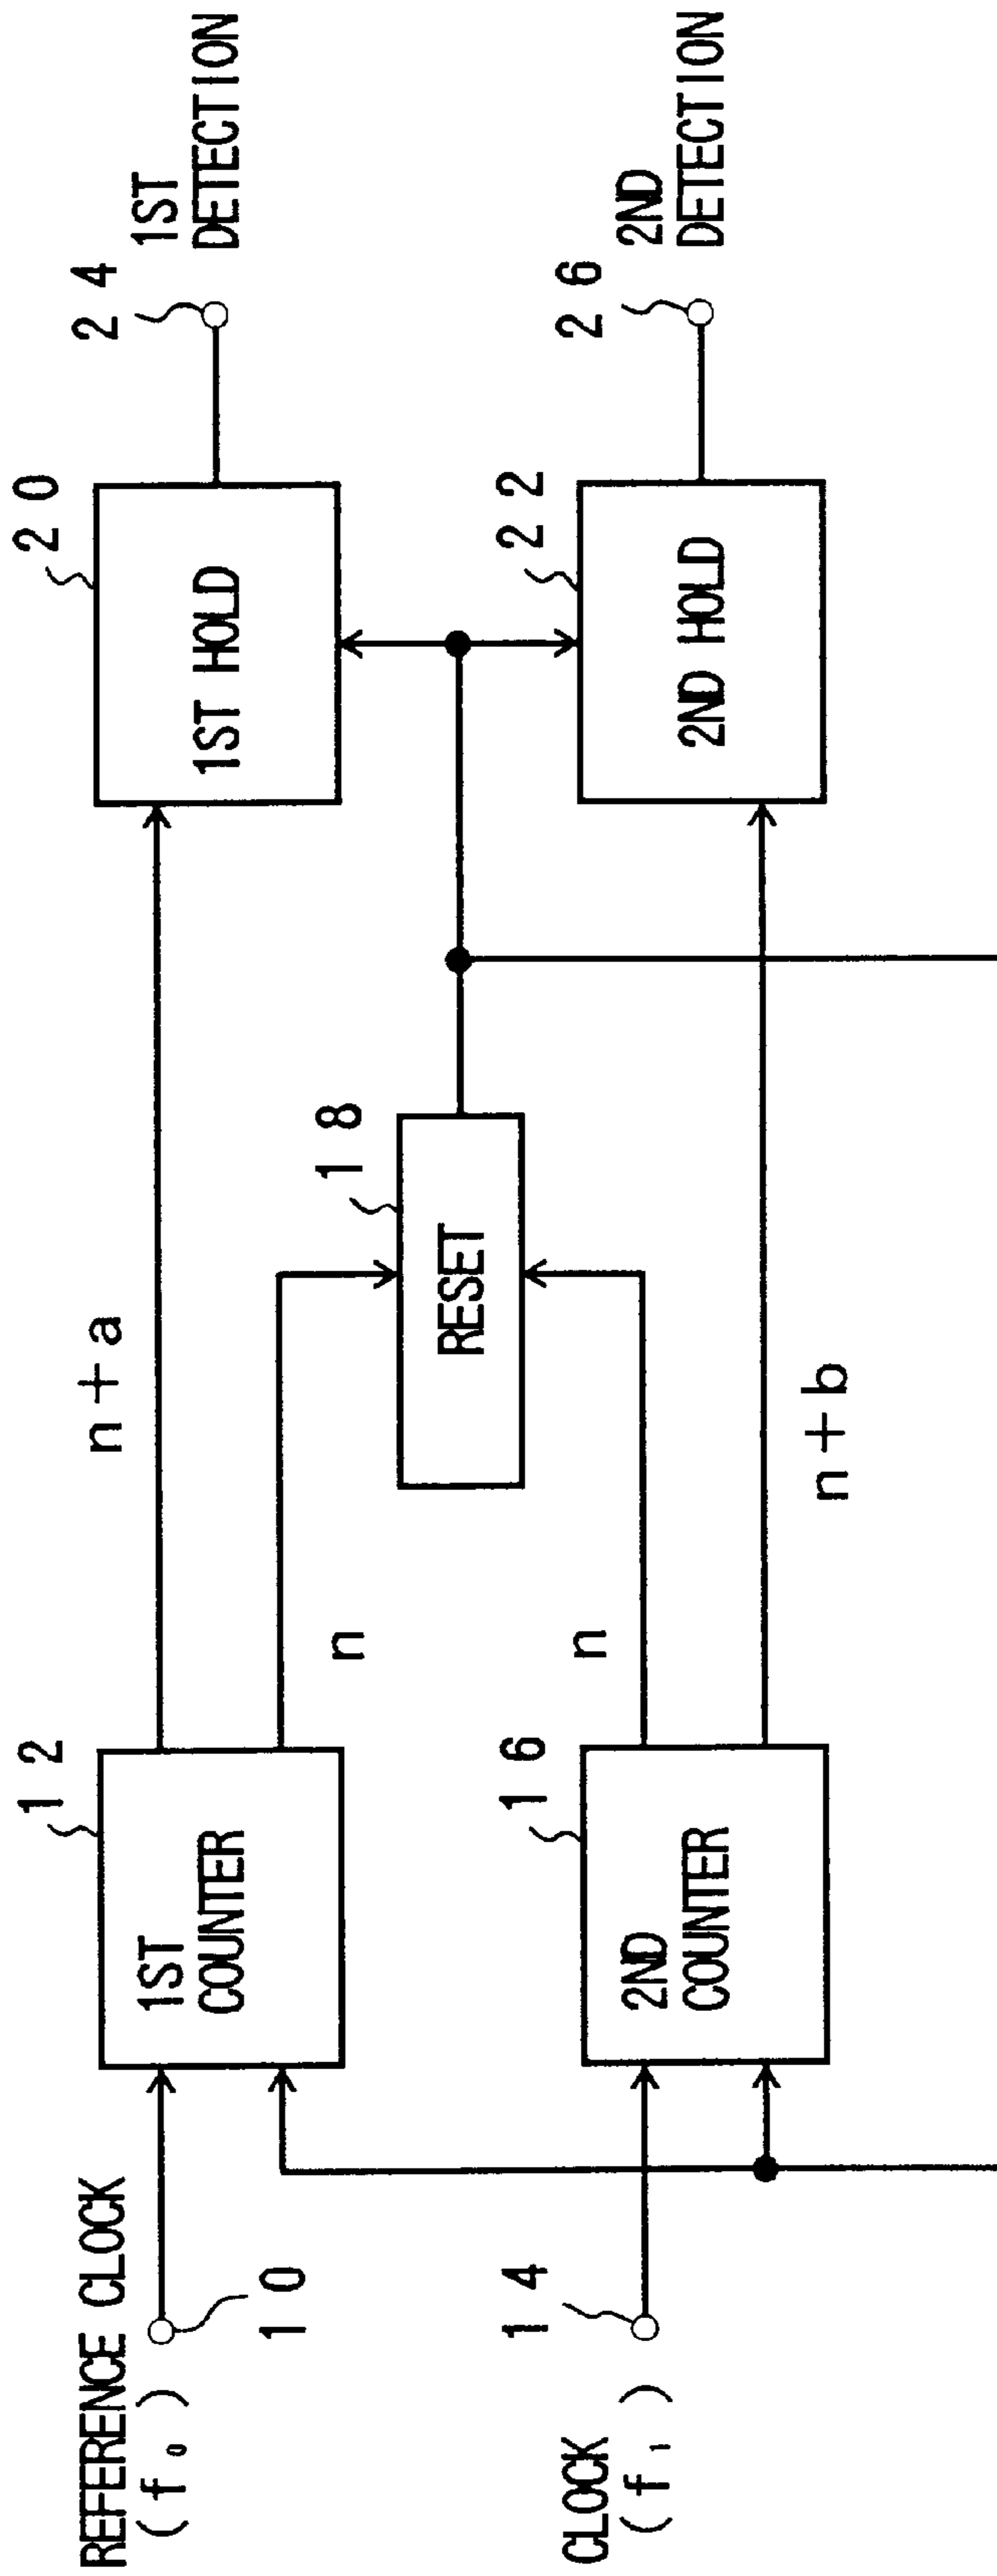 REFERENCE CLOCK
(f₀)
10
1ST
COUNTER
12
n+a
n
1ST HOLD
20
24
1ST
DETECTION
RESET
18
CLOCK
(f₁)
14
2ND
COUNTER
16
n
n+b
2ND HOLD
22
26
2ND
DETECTION